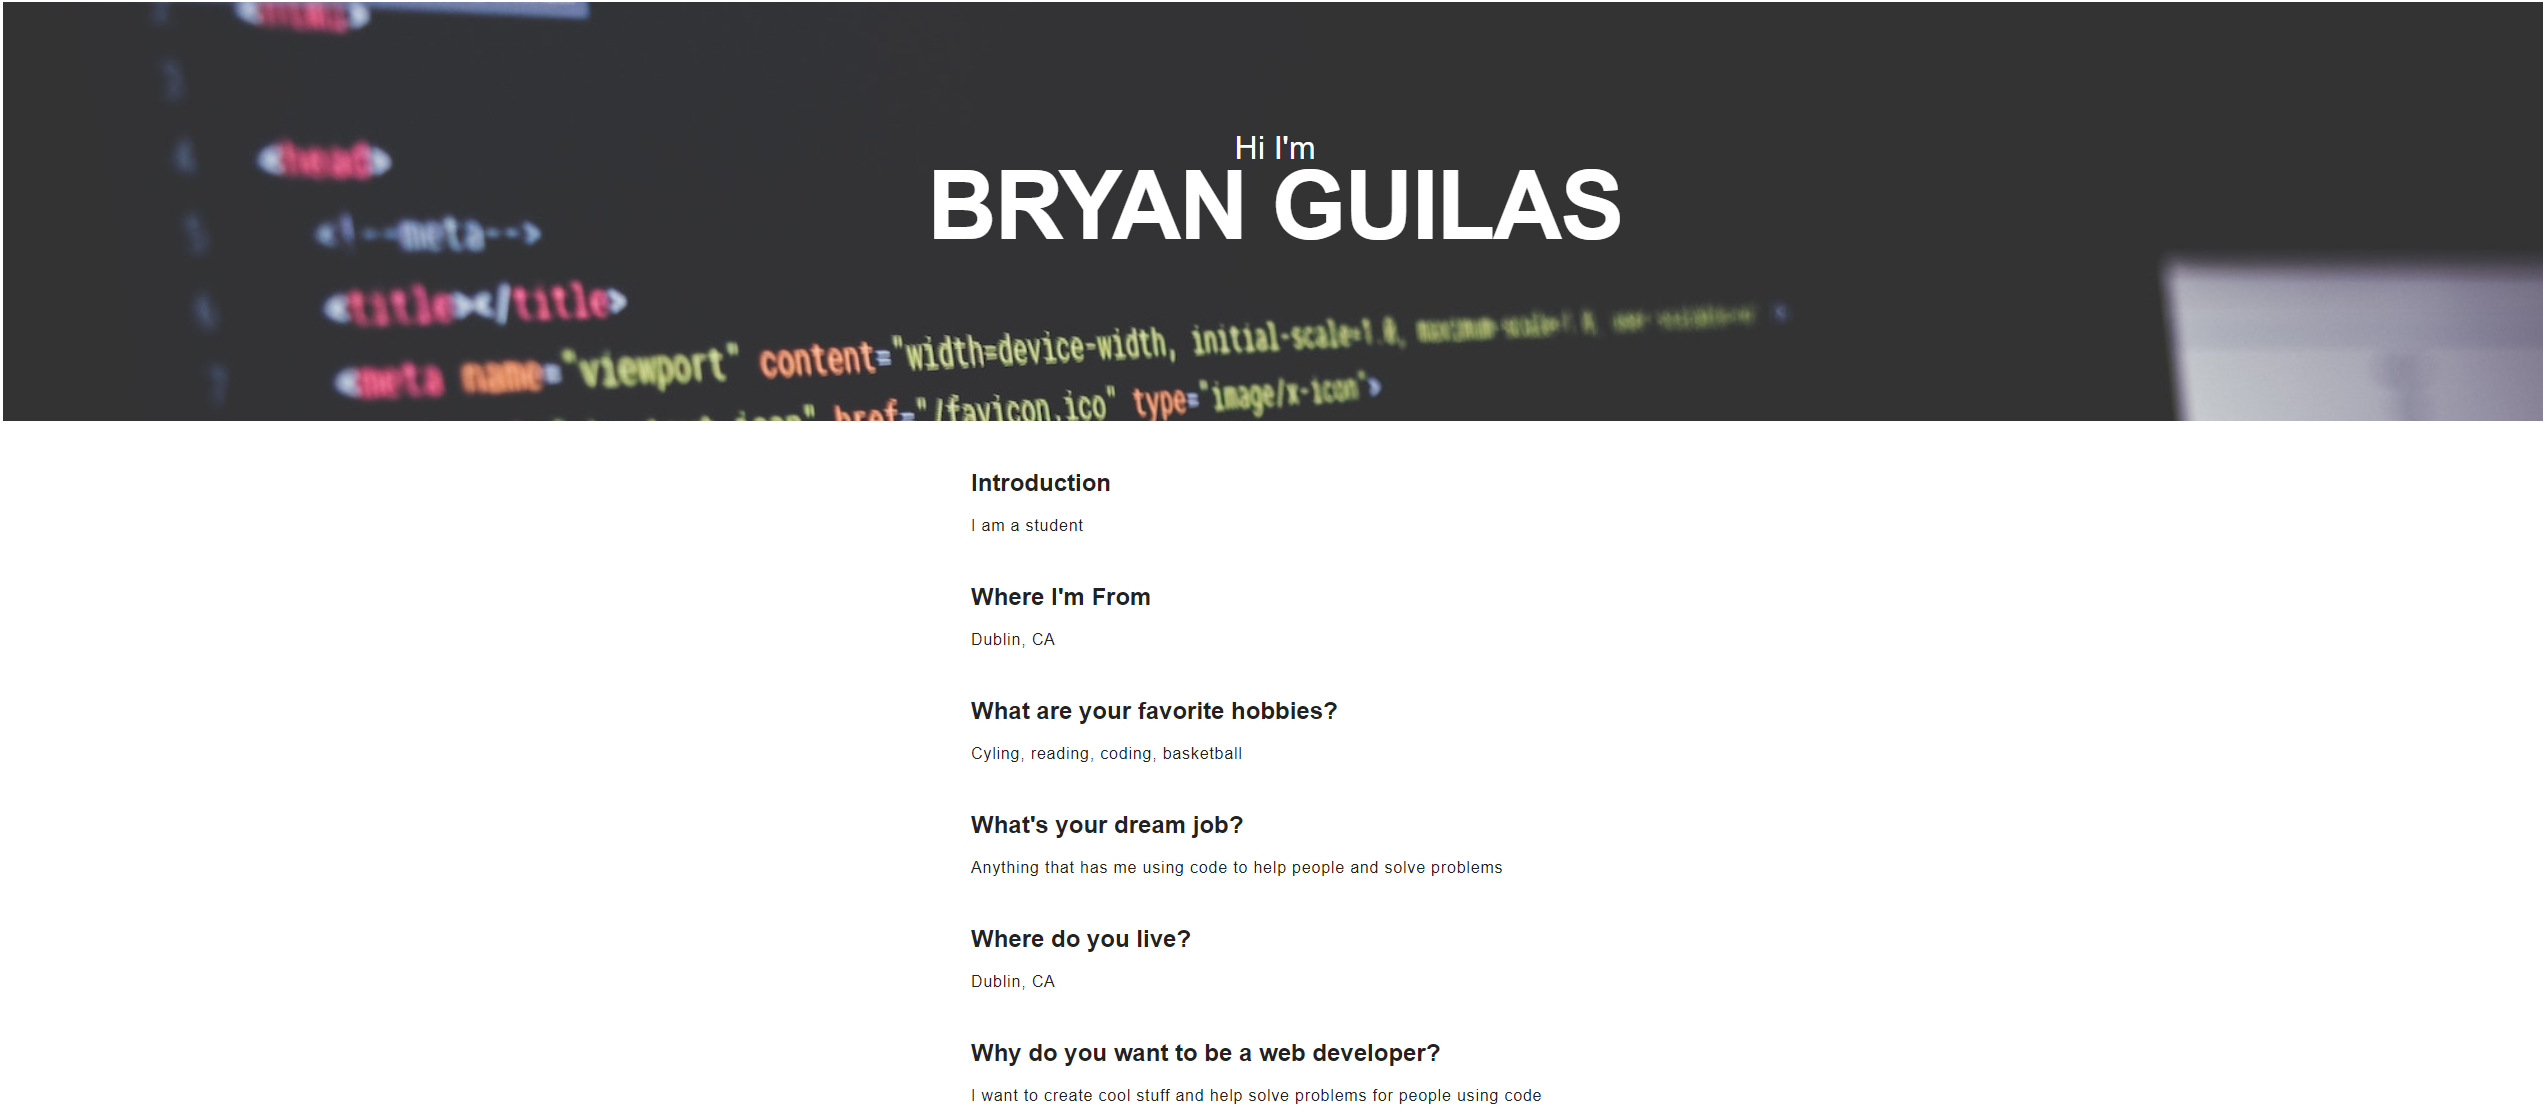 <head>
<!--meta-->
<title></title>
<meta name="viewport" content="width=device-width, initial-scale=1.0,
href="/favicon.ico" type="image/x-icon">
Hi I'm
BRYAN GUILAS
Introduction
I am a student
Where I'm From
Dublin, CA
What are your favorite hobbies?
Cyling, reading, coding, basketball
What's your dream job?
Anything that has me using code to help people and solve problems
Where do you live?
Dublin, CA
Why do you want to be a web developer?
I want to create cool stuff and help solve problems for people using code